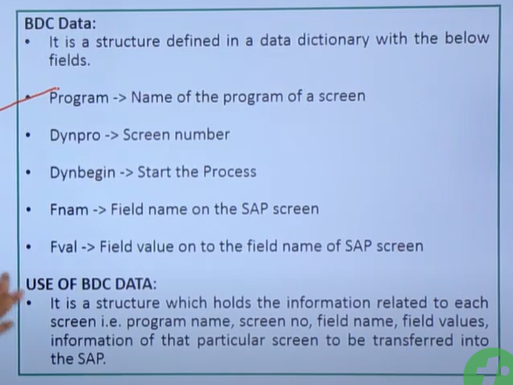 BDC Data:
• It is a structure defined in a data dictionary with the below
fields.
• Program -> Name of the program of a screen
• Dynpro -> Screen number
• Dynbegin -> Start the Process
• Fnam -> Field name on the SAP screen
• Fval -> Field value on to the field name of SAP screen
USE OF BDC DATA:
• It is a structure which holds the information related to each
screen i.e. program name, screen no, field name, field values,
information of that particular screen to be transferred into
the SAP.